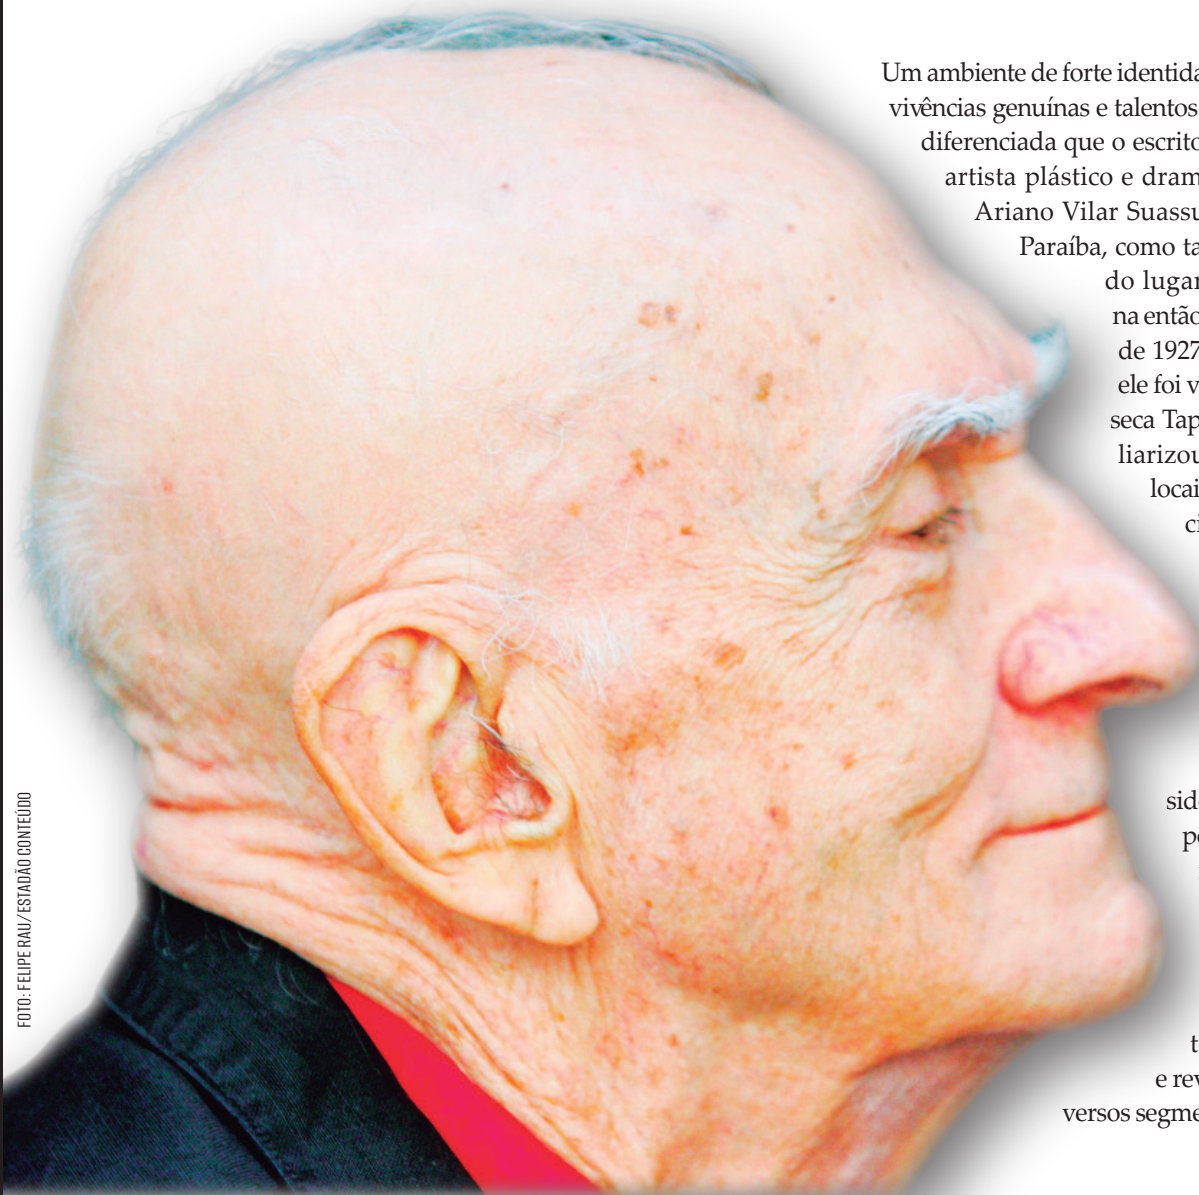 Um ambiente de forte identida
vivências genuínas e talentos
diferenciada que o escrito
artista plástico e dram
Ariano Vilar Suassu
Paraíba, como ta
do lugar
na então
de 1927
ele foi v
seca Tap
liarizou
locai
ci
sid
po
t
e rev
versos segme
FOTO: FELIPE RAU/ESTADÃO CONTEÚDO